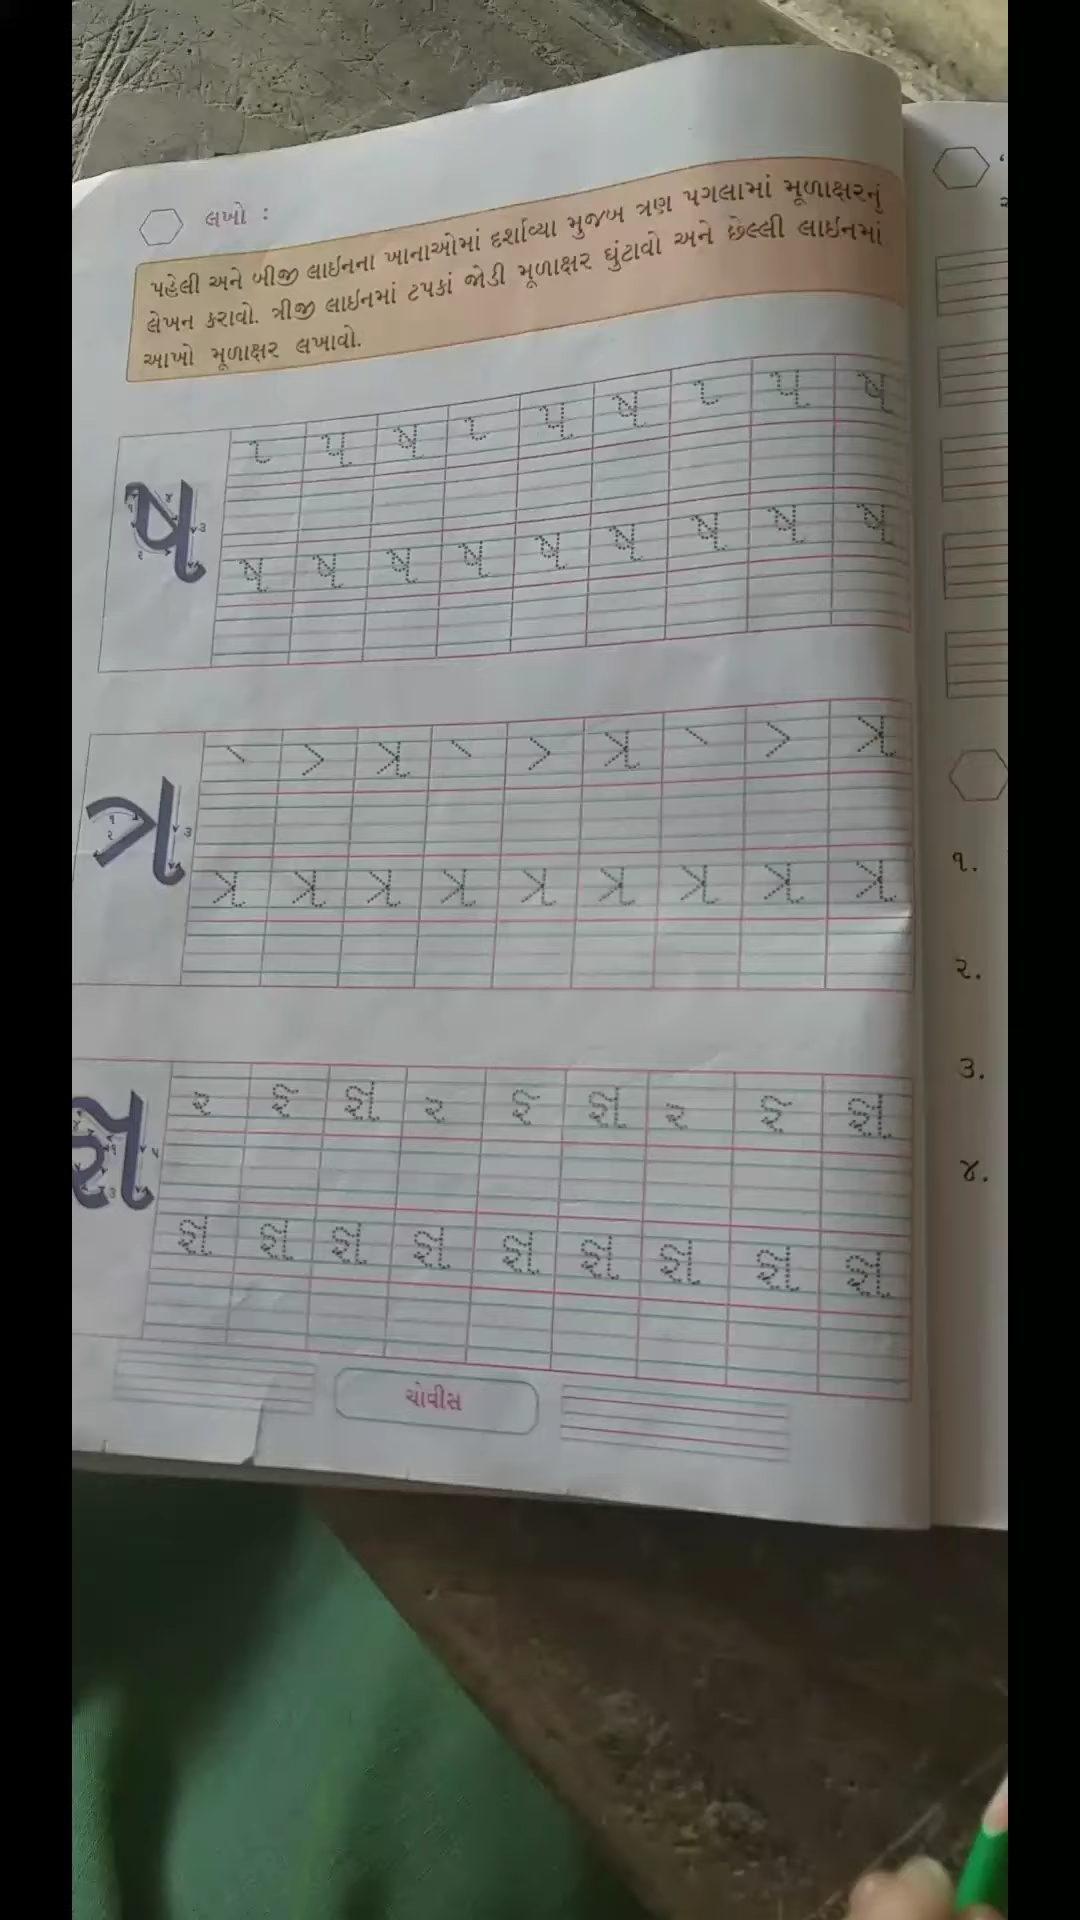 લખો :
પહેલી અને બીજી લાઇનના ખાનાઓમાં દર્શાવ્યા મુજબ ત્રણ પગલામાં મૂળાક્ષરનું
લેખન કરાવો. ત્રીજી લાઇનમાં ટપકાં જોડી મૂળાક્ષર ઘુંટાવો અને છેલ્લી લાઇનમાં
આખો મૂળાક્ષર લખાવો.
ષ
પ ષ પ ષ પ ષ
ષ ષ ષ ષ ષ ષ ષ ષ ષ
ત્ર
ત્ર ત્ર ત્ર
ત્ર ત્ર ત્ર ત્ર ત્ર ત્ર ત્ર ત્ર ત્ર
જ્ઞ
ર જ્ઞ ર જ્ઞ ર જ્ઞ
જ્ઞ જ્ઞ જ્ઞ જ્ઞ જ્ઞ જ્ઞ જ્ઞ જ્ઞ જ્ઞ
ચોવીસ
૧.
૨.
૩.
૪.